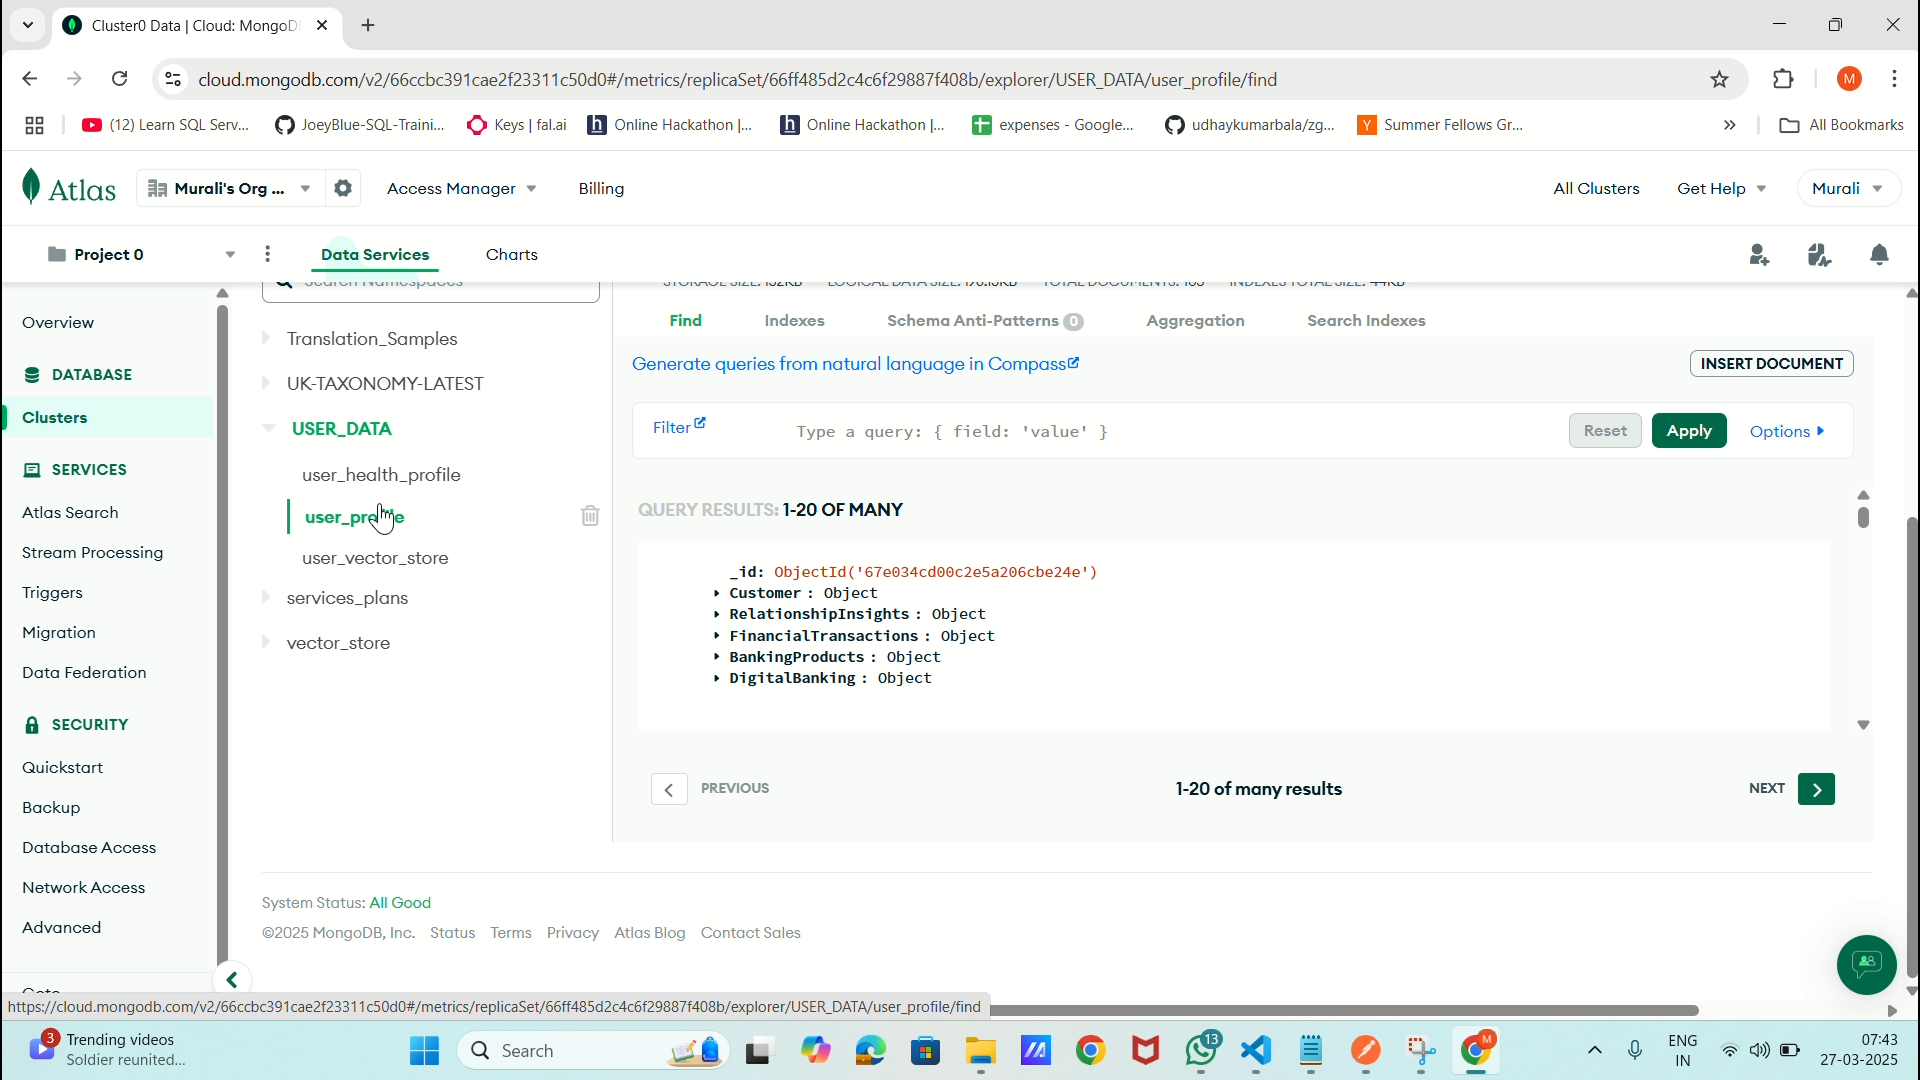 Cluster0 Data | Cloud: MongoD
cloud.mongodb.com/v2/66ccbc391cae2f23311c50d0#/metrics/replicaSet/66ff485d2c4c6f29887f408b/explorer/USER_DATA/user_profile/find
M
(12) Learn SQL Serv...
JoeyBlue-SQL-Traini...
Keys | fal.ai
Online Hackathon |...
Online Hackathon |...
expenses - Google...
udhaykumarbala/zg...
Summer Fellows Gr...
All Bookmarks
Atlas
Murali's Org ...
Access Manager
Billing
All Clusters
Get Help
Murali
Project 0
Data Services
Charts
Overview
DATABASE
Clusters
SERVICES
Atlas Search
Stream Processing
Triggers
Migration
Data Federation
SECURITY
Quickstart
Backup
Database Access
Network Access
Advanced
Goto
Search Namespaces
Translation_Samples
UK-TAXONOMY-LATEST
USER_DATA
user_health_profile
user_profile
user_vector_store
services_plans
vector_store
Find
Indexes
Schema Anti-Patterns 0
Aggregation
Search Indexes
Generate queries from natural language in Compass
INSERT DOCUMENT
Filter
Type a query: { field: 'value' }
Reset
Apply
Options
QUERY RESULTS: 1-20 OF MANY
_id: ObjectId('67e034cd00c2e5a206cbe24e')
Customer : Object
RelationshipInsights : Object
FinancialTransactions : Object
BankingProducts : Object
DigitalBanking : Object
PREVIOUS
1-20 of many results
NEXT
System Status: All Good
©2025 MongoDB, Inc. Status Terms Privacy Atlas Blog Contact Sales
https://cloud.mongodb.com/v2/66ccbc391cae2f23311c50d0#/metrics/replicaSet/66ff485d2c4c6f29887f408b/explorer/USER_DATA/user_profile/find
3
Trending videos
Soldier reunited...
Search
13
M
ENG
IN
07:43
27-03-2025